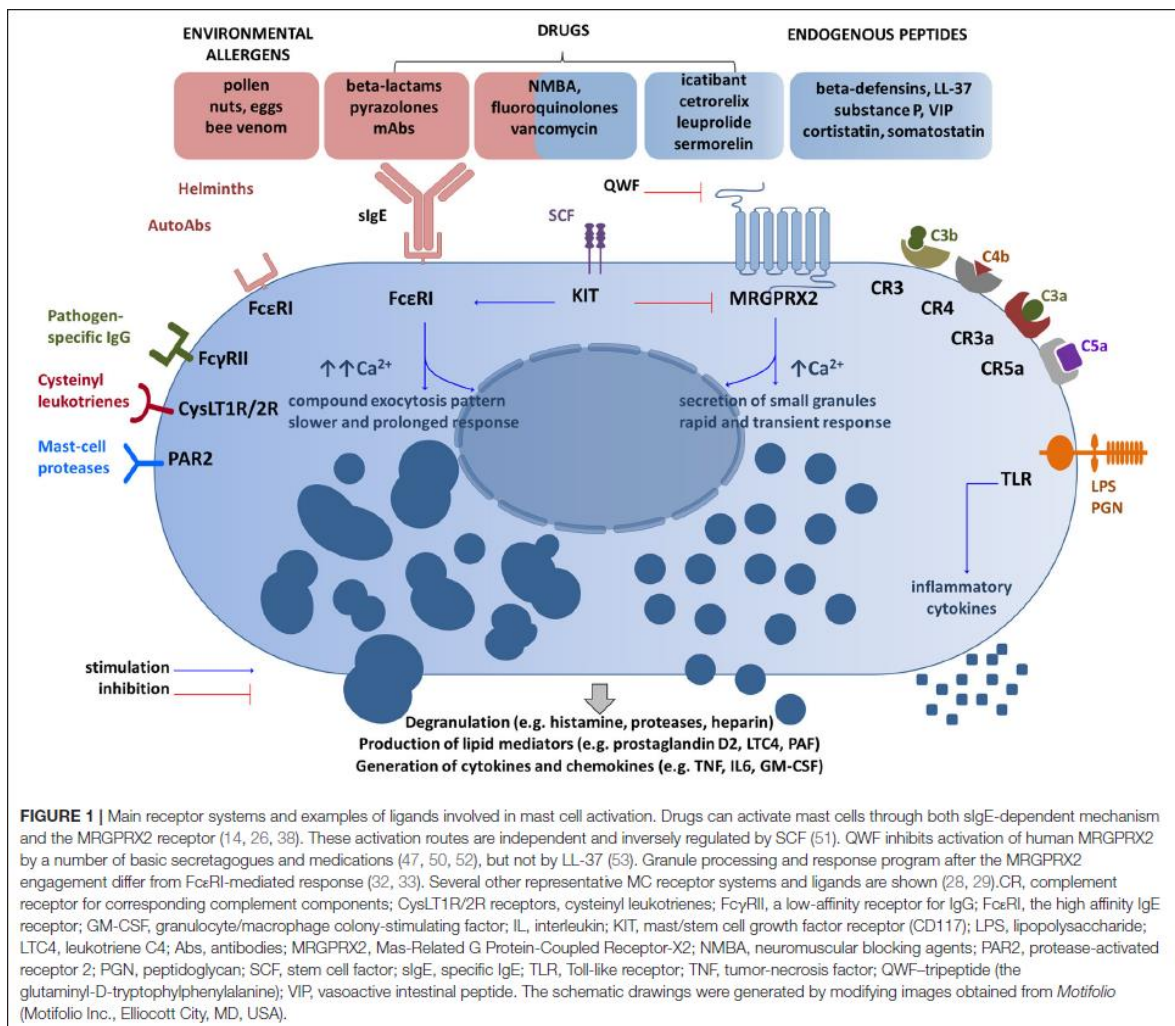 ENVIRONMENTAL
ALLERGENS
DRUGS
ENDOGENOUS PEPTIDES
pollen
nuts, eggs
bee venom
beta-lactams
pyrazolones
mAbs
NMBA,
fluoroquinolones
vancomycin
icatibant
cetrorelix
leuprolide
sermorelin
beta-defensins, LL-37
substance P, VIP
cortistatin, somatostatin
Helminths
AutoAbs
sIgE
SCF
QWF
C3b
C4b
C3a
C5a
FcεRI
FcεRI
KIT
MRGPRX2
CR3
CR4
CR3a
CR5a
Pathogen-
specific IgG
FcγRII
Cysteinyl
leukotrienes
CysLT1R/2R
Mast-cell
proteases
PAR2
↑↑Ca²⁺
compound exocytosis pattern
slower and prolonged response
↑Ca²⁺
secretion of small granules
rapid and transient response
TLR
LPS
PGN
inflammatory
cytokines
stimulation
inhibition
Degranulation (e.g. histamine, proteases, heparin)
Production of lipid mediators (e.g. prostaglandin D2, LTC4, PAF)
Generation of cytokines and chemokines (e.g. TNF, IL6, GM-CSF)
FIGURE 1 | Main receptor systems and examples of ligands involved in mast cell activation. Drugs can activate mast cells through both sIgE-dependent mechanism
and the MRGPRX2 receptor (14, 26, 38). These activation routes are independent and inversely regulated by SCF (51). QWF inhibits activation of human MRGPRX2
by a number of basic secretagogues and medications (47, 50, 52), but not by LL-37 (53). Granule processing and response program after the MRGPRX2
engagement differ from FcεRI-mediated response (32, 33). Several other representative MC receptor systems and ligands are shown (28, 29).CR, complement
receptor for corresponding complement components; CysLT1R/2R receptors, cysteinyl leukotrienes; FcγRII, a low-affinity receptor for IgG; FcεRI, the high affinity IgE
receptor; GM-CSF, granulocyte/macrophage colony-stimulating factor; IL, interleukin; KIT, mast/stem cell growth factor receptor (CD117); LPS, lipopolysaccharide;
LTC4, leukotriene C4; Abs, antibodies; MRGPRX2, Mas-Related G Protein-Coupled Receptor-X2; NMBA, neuromuscular blocking agents; PAR2, protease-activated
receptor 2; PGN, peptidoglycan; SCF, stem cell factor; sIgE, specific IgE; TLR, Toll-like receptor; TNF, tumor-necrosis factor; QWF–tripeptide (the
glutaminyl-D-tryptophylphenylalanine); VIP, vasoactive intestinal peptide. The schematic drawings were generated by modifying images obtained from Motifolio
(Motifolio Inc., Elliocott City, MD, USA).